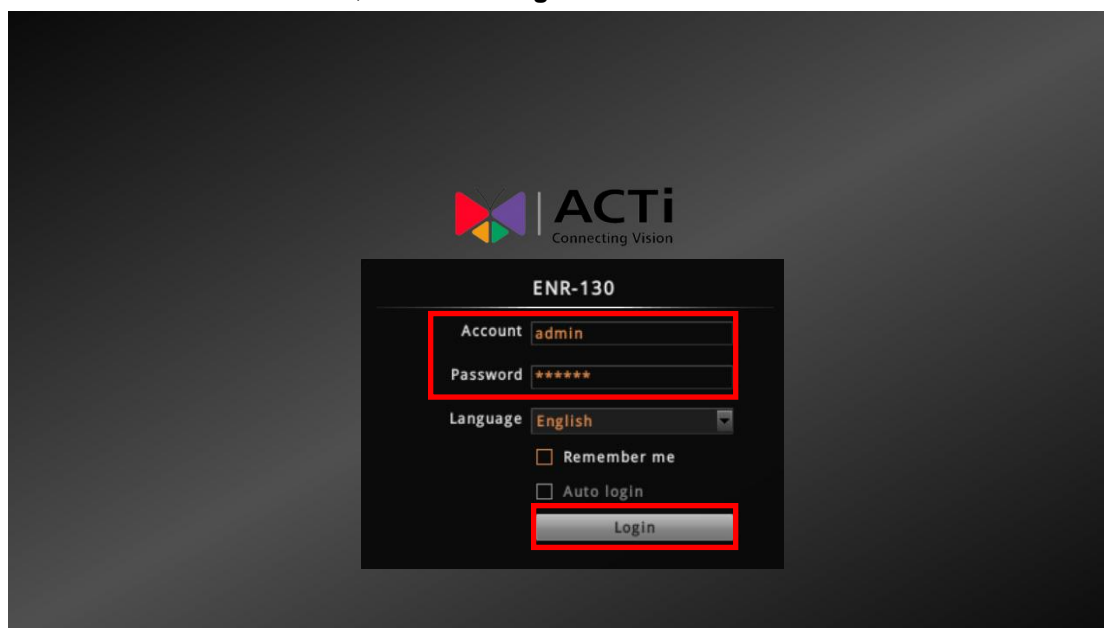 ACTi
Connecting Vision
ENR-130
Account admin
Password ******
Language English
Remember me
Auto login
Login